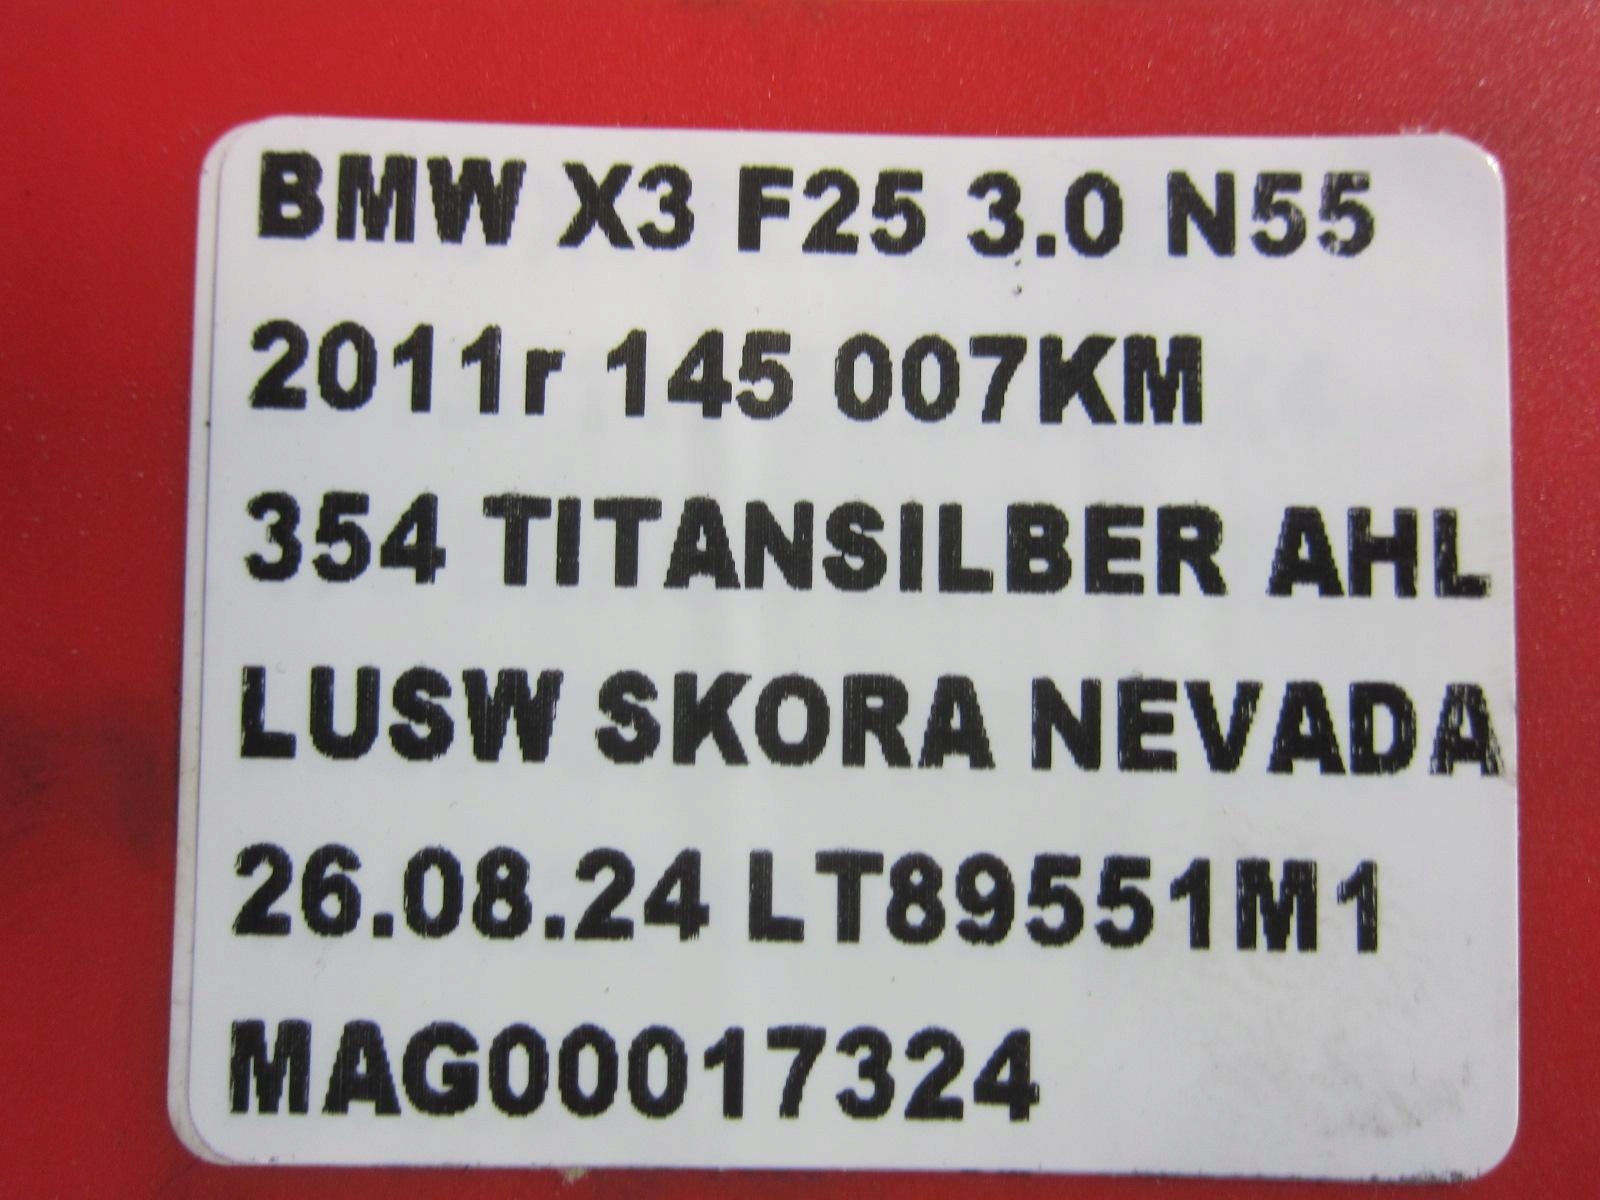 BMW X3 F25 3.0 N55
2011r 145 007KM
354 TITANSILBER AHL
LUSW SKORA NEVADA
26.08.24 LT89551M1
MAG00017324